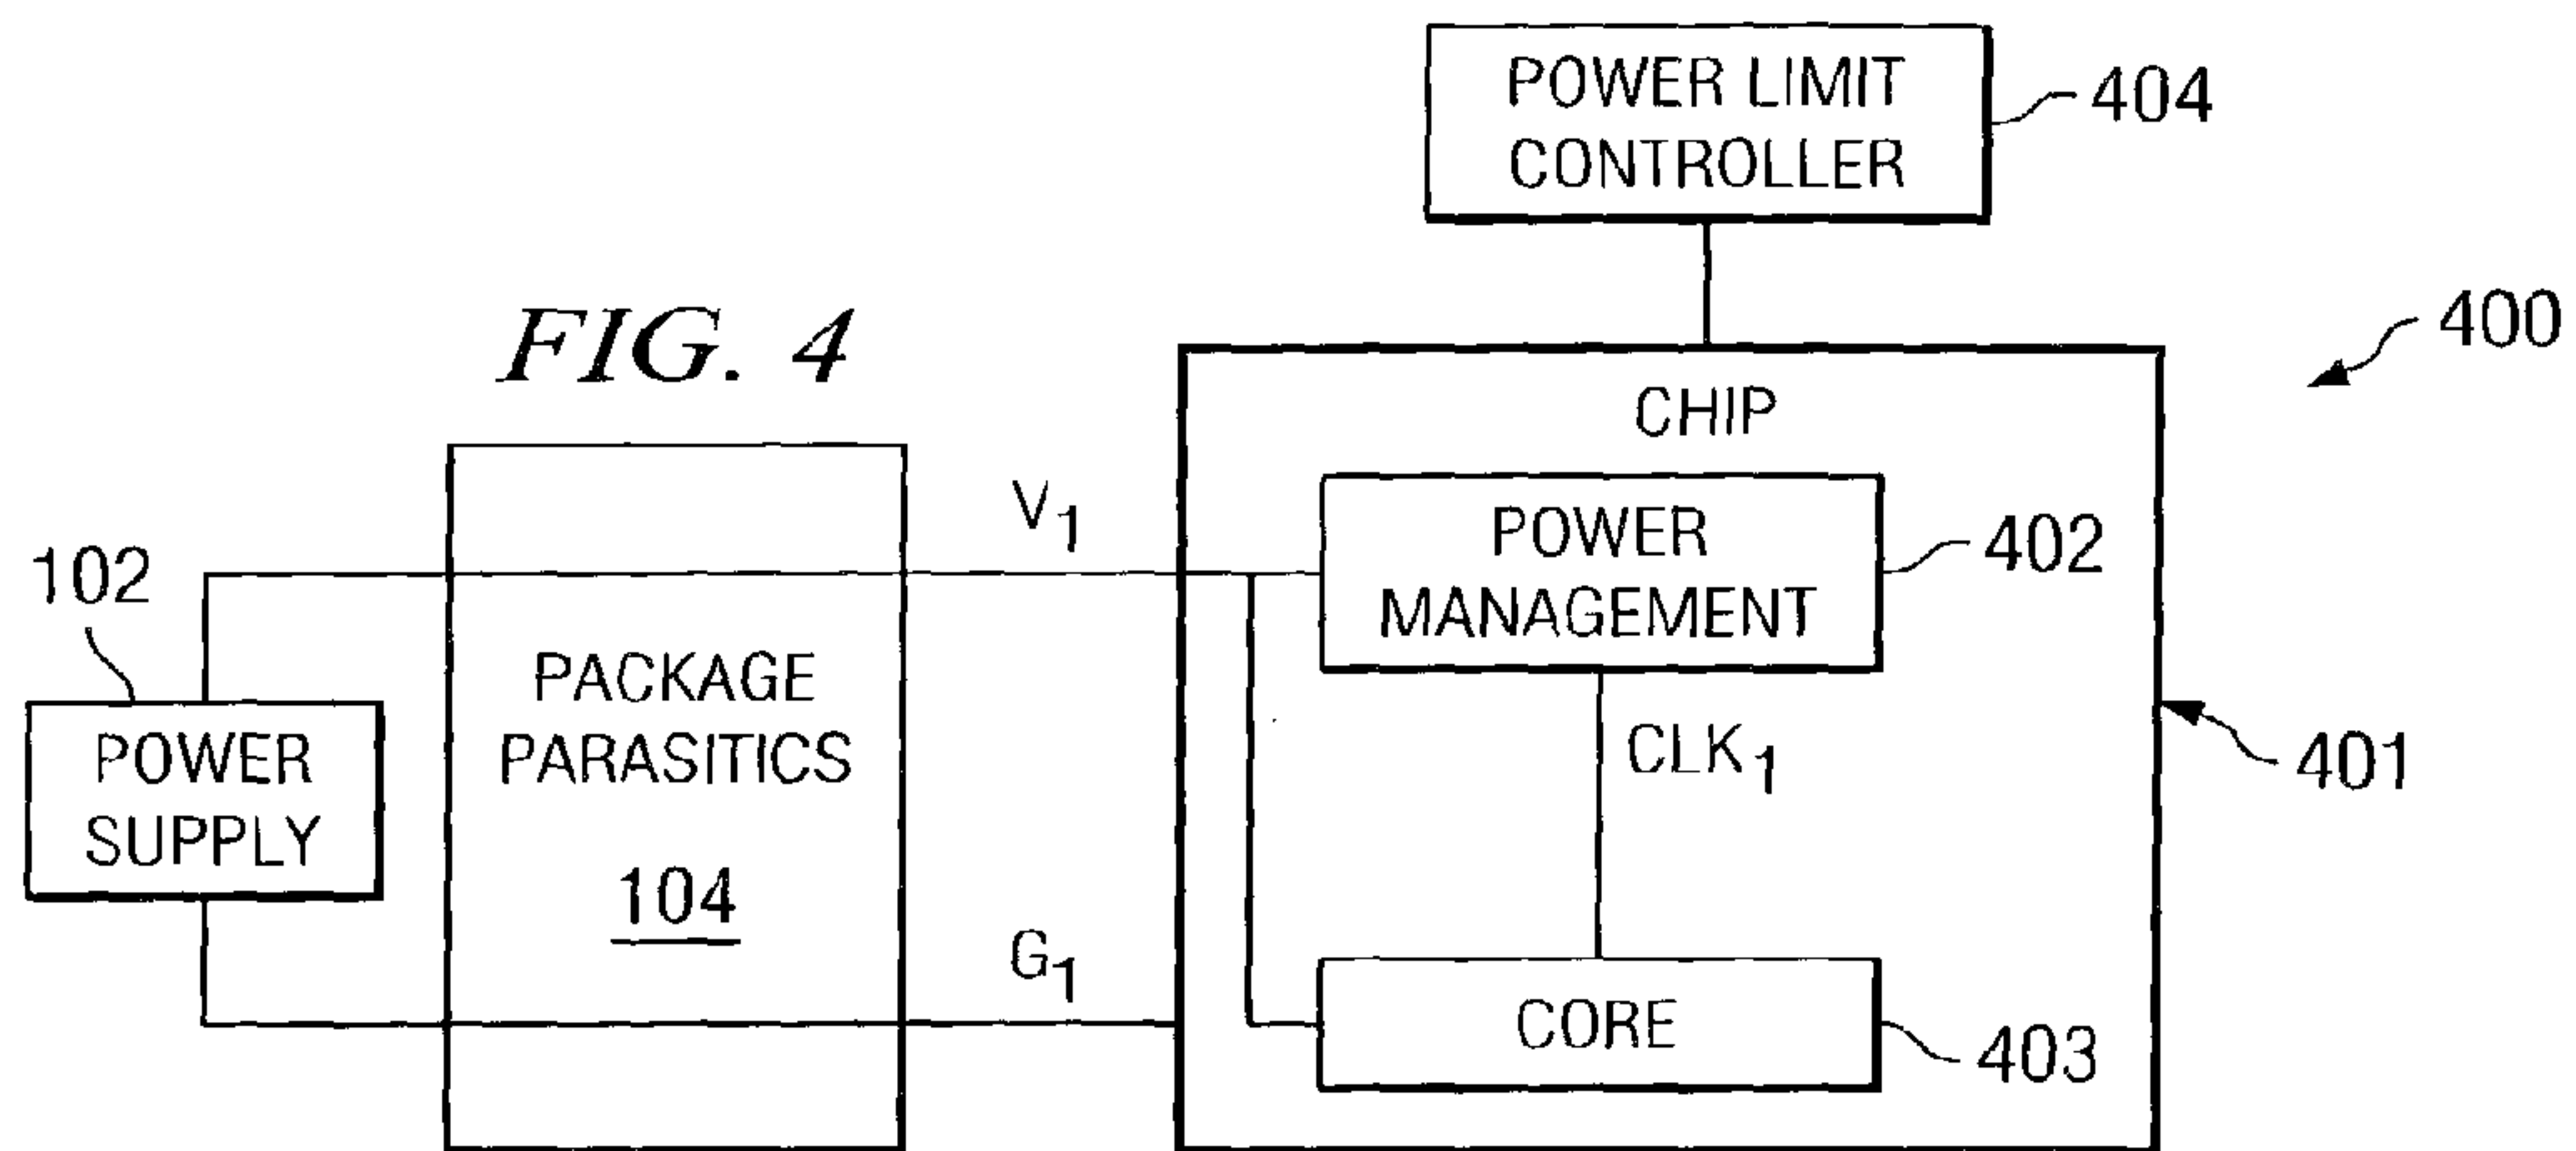 POWER LIMIT
CONTROLLER
404
400
FIG. 4
CHIP
V1
POWER
MANAGEMENT
402
102
PACKAGE
PARASITICS
104
POWER
SUPPLY
CLK1
401
G1
CORE
403